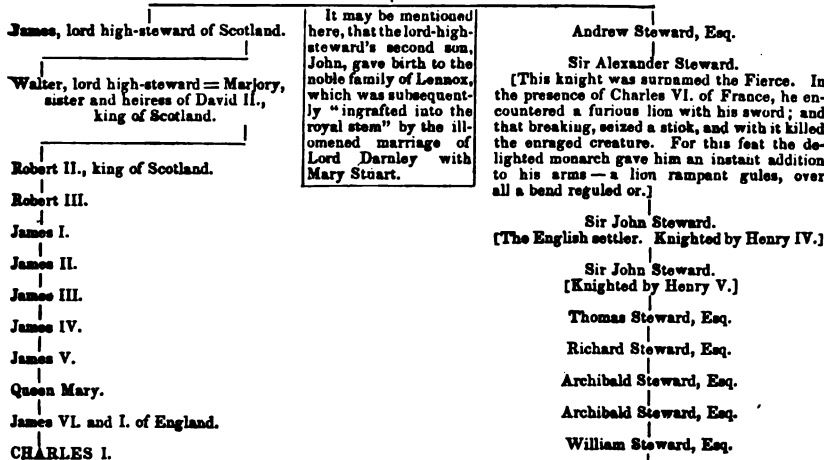 James, lord high-steward of Scotland.
Walter, lord high-steward = Marjory,
sister and heiress of David II.,
king of Scotland.
Robert II., king of Scotland.
Robert III.
James I.
James II.
James III.
James IV.
James V.
Queen Mary.
James VI. and I. of England.
CHARLES I.
It may be mentioned
here, that the lord-high-
steward's second son,
John, gave birth to the
noble family of Lennox,
which was subsequent-
ly "ingrafted into the
royal stem" by the ill-
omened marriage of
Lord Darnley with
Mary Stuart.
Andrew Steward, Esq.
Sir Alexander Steward.
[This knight was surnamed the Fierce. In
the presence of Charles VI. of France, he en-
countered a furious lion with his sword; and
that breaking, seized a stick, and with it killed
the enraged creature. For this feat the de-
lighted monarch gave him an instant addition
to his arms — a lion rampant gules, over
all a bend reguled or.]
Sir John Steward.
[The English settler. Knighted by Henry IV.]
Sir John Steward.
[Knighted by Henry V.]
Thomas Steward, Esq.
Richard Steward, Esq.
Archibald Steward, Esq.
Archibald Steward, Esq.
William Steward, Esq.